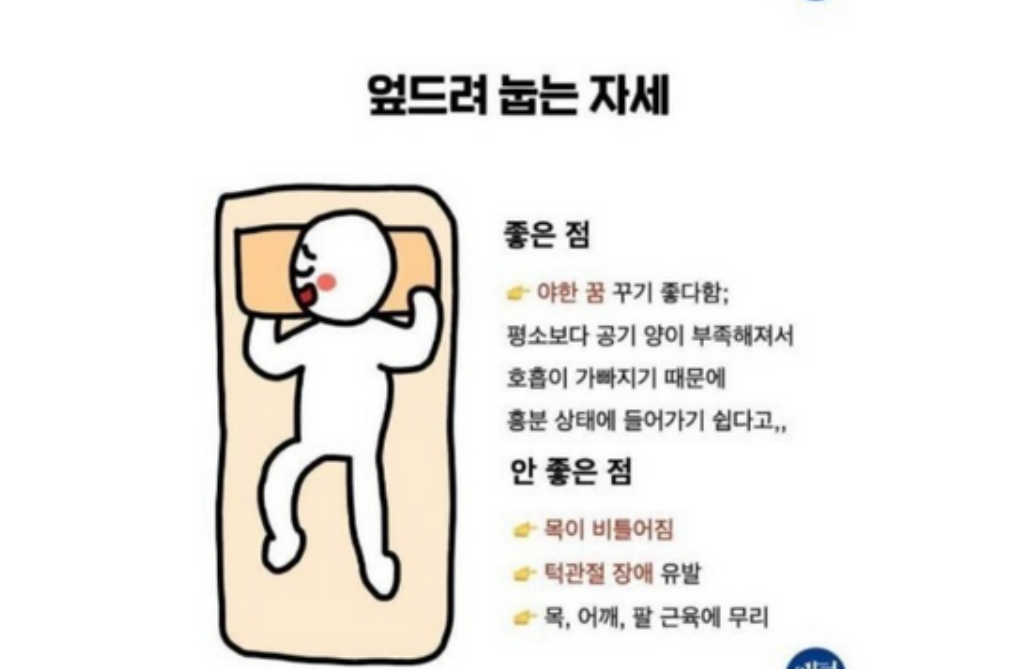 엎드려 눕는 자세
좋은 점
👉 야한 꿈 꾸기 좋다함;
평소보다 공기 양이 부족해져서
호흡이 가빠지기 때문에
흥분 상태에 들어가기 쉽다고,,
안 좋은 점
👉 목이 비틀어짐
👉 턱관절 장애 유발
👉 목, 어깨, 팔 근육에 무리